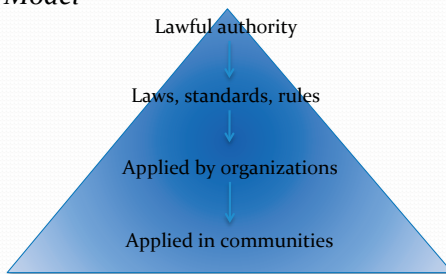 Model
Lawful authority
Laws, standards, rules
Applied by organizations
Applied in communities